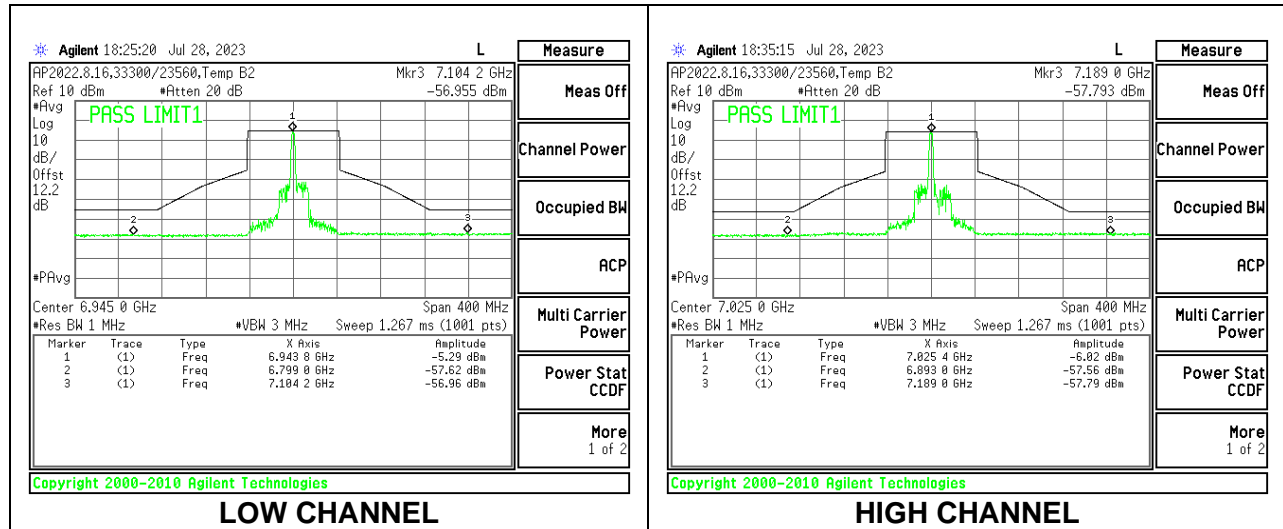 Agilent 18:25:20 Jul 28, 2023 L
Measure
AP2022.8.16,33300/23560,Temp B2 Mkr3 7.104 2 GHz
Ref 10 dBm #Atten 20 dB -56.955 dBm
Meas Off
#Avg
Log
10
dB/
Offst
12.2
dB
PASS LIMIT1
1
2
3
#PAvg
Channel Power
Occupied BW
ACP
Center 6.945 0 GHz Span 400 MHz
#Res BW 1 MHz #VBW 3 MHz Sweep 1.267 ms (1001 pts)
Multi Carrier
Power
Marker Trace Type X Axis Amplitude
1 (1) Freq 6.943 8 GHz -5.29 dBm
2 (1) Freq 6.799 0 GHz -57.62 dBm
3 (1) Freq 7.104 2 GHz -56.96 dBm
Power Stat
CCDF
More
1 of 2
Copyright 2000-2010 Agilent Technologies
LOW CHANNEL
Agilent 18:35:15 Jul 28, 2023 L
Measure
AP2022.8.16,33300/23560,Temp B2 Mkr3 7.189 0 GHz
Ref 10 dBm #Atten 20 dB -57.793 dBm
Meas Off
#Avg
Log
10
dB/
Offst
12.2
dB
PASS LIMIT1
1
2
3
#PAvg
Channel Power
Occupied BW
ACP
Center 7.025 0 GHz Span 400 MHz
#Res BW 1 MHz #VBW 3 MHz Sweep 1.267 ms (1001 pts)
Multi Carrier
Power
Marker Trace Type X Axis Amplitude
1 (1) Freq 7.025 4 GHz -6.02 dBm
2 (1) Freq 6.893 0 GHz -57.56 dBm
3 (1) Freq 7.189 0 GHz -57.79 dBm
Power Stat
CCDF
More
1 of 2
Copyright 2000-2010 Agilent Technologies
HIGH CHANNEL